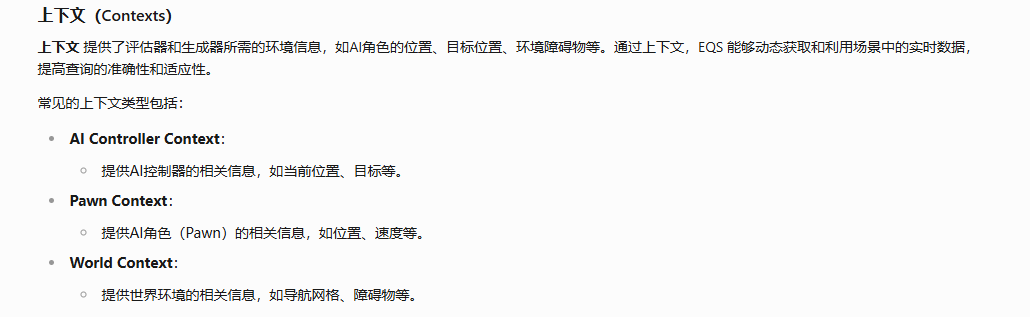 上下文（Contexts）
上下文 提供了评估器和生成器所需的环境信息，如AI角色的位置、目标位置、环境障碍物等。通过上下文，EQS 能够动态获取和利用场景中的实时数据，
提高查询的准确性和适应性。
常见的上下文类型包括：
AI Controller Context：
提供AI控制器的相关信息，如当前位置、目标等。
Pawn Context：
提供AI角色（Pawn）的相关信息，如位置、速度等。
World Context：
提供世界环境的相关信息，如导航网格、障碍物等。